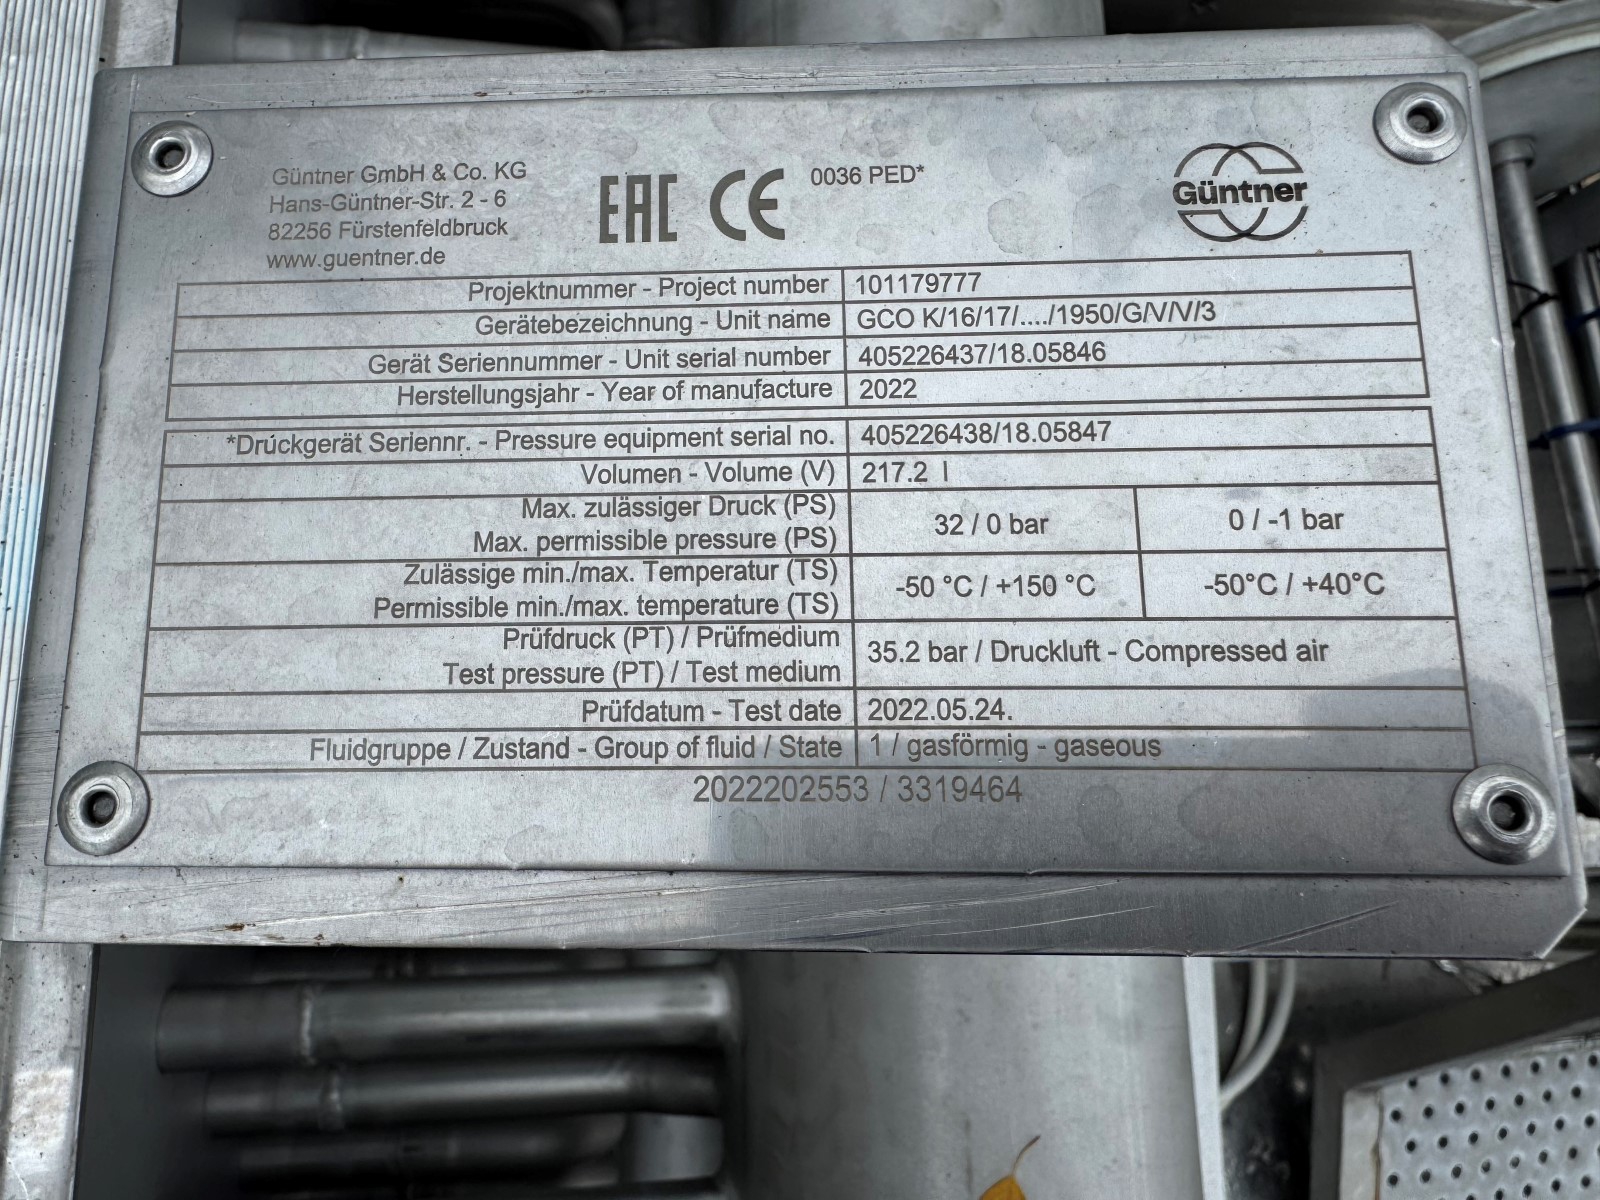 Güntner GmbH & Co. KG
Hans-Güntner-Str. 2 - 6
82256 Fürstenfeldbruck
www.guentner.de
EAC CE 0036 PED*
Güntner
Projektnummer - Project number 101179777
Gerätebezeichnung - Unit name GCO K/16/17/..../1950/G/V/V/3
Gerät Seriennummer - Unit serial number 405226437/18.05846
Herstellungsjahr - Year of manufacture 2022
*Druckgerät Seriennr. - Pressure equipment serial no. 405226438/18.05847
Volumen - Volume (V) 217.2 l
Max. zulässiger Druck (PS)
Max. permissible pressure (PS) 32 / 0 bar 0 / -1 bar
Zulässige min./max. Temperatur (TS)
Permissible min./max. temperature (TS) -50 °C / +150 °C -50°C / +40°C
Prüfdruck (PT) / Prüfmedium
Test pressure (PT) / Test medium 35.2 bar / Druckluft - Compressed air
Prüfdatum - Test date 2022.05.24.
Fluidgruppe / Zustand - Group of fluid / State 1 / gasförmig - gaseous
2022202553 / 3319464